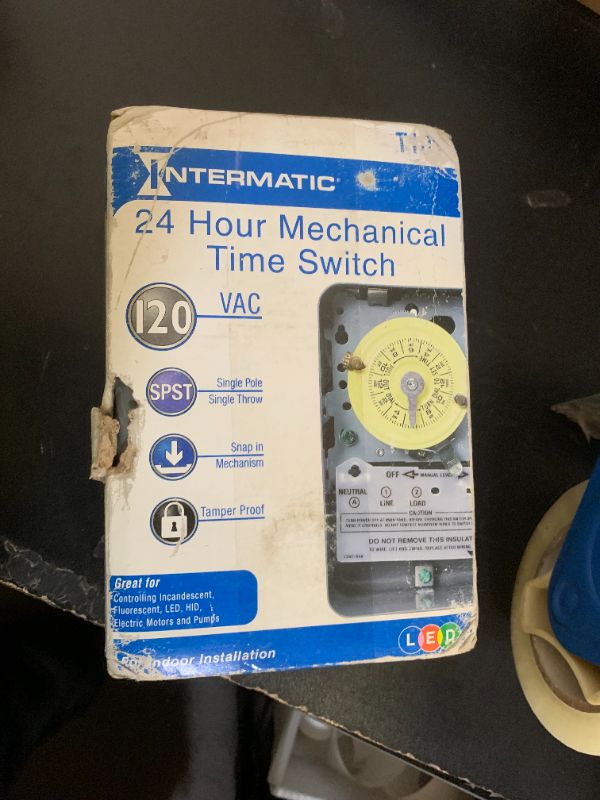 INTERMATIC
24 Hour Mechanical
Time Switch
120 VAC
SPST
Single Pole
Single Throw
Snap in
Mechanism
Tamper Proof
OFF
MANUAL
NEUTRAL
A
1
LINE
2
LOAD
CAUTION
DO NOT REMOVE THIS INSULAT
Great for
Controlling Incandescent,
Fluorescent, LED, HID,
Electric Motors and Pumps
For Indoor Installation
LED